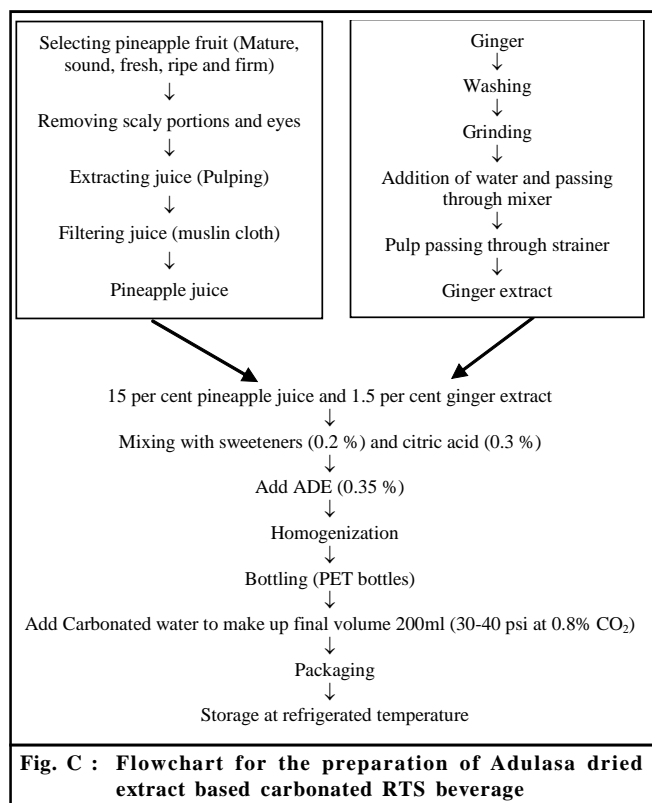 Selecting pineapple fruit (Mature,
sound, fresh, ripe and firm)
↓
Removing scaly portions and eyes
↓
Extracting juice (Pulping)
↓
Filtering juice (muslin cloth)
↓
Pineapple juice
Ginger
↓
Washing
↓
Grinding
↓
Addition of water and passing
through mixer
↓
Pulp passing through strainer
↓
Ginger extract
15 per cent pineapple juice and 1.5 per cent ginger extract
↓
Mixing with sweeteners (0.2 %) and citric acid (0.3 %)
↓
Add ADE (0.35 %)
↓
Homogenization
↓
Bottling (PET bottles)
↓
Add Carbonated water to make up final volume 200ml (30-40 psi at 0.8% CO₂)
↓
Packaging
↓
Storage at refrigerated temperature
Fig. C : Flowchart for the preparation of Adulasa dried
extract based carbonated RTS beverage